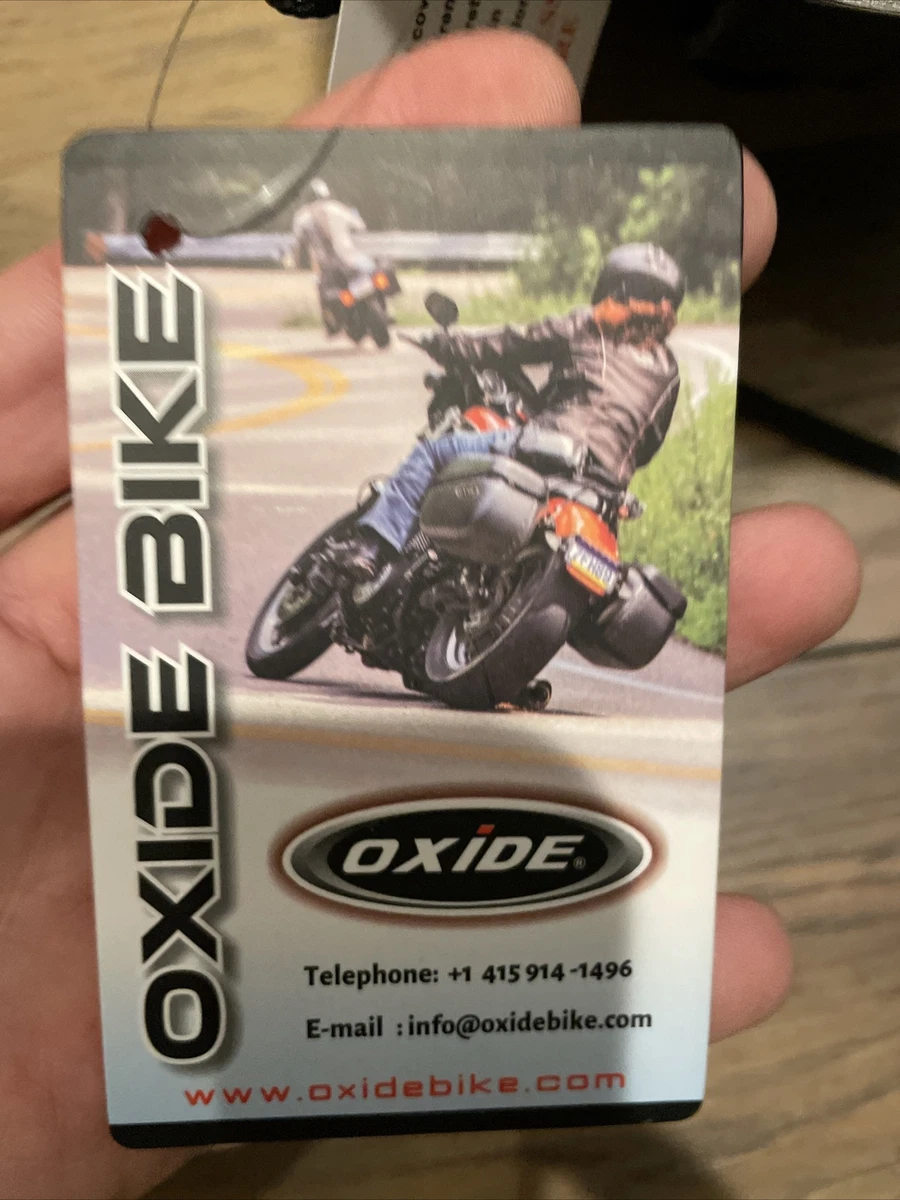 OXIDE BIKE
OXiDE®
Telephone: +1 415 914 -1496
E-mail : info@oxidebike.com
www.oxidebike.com